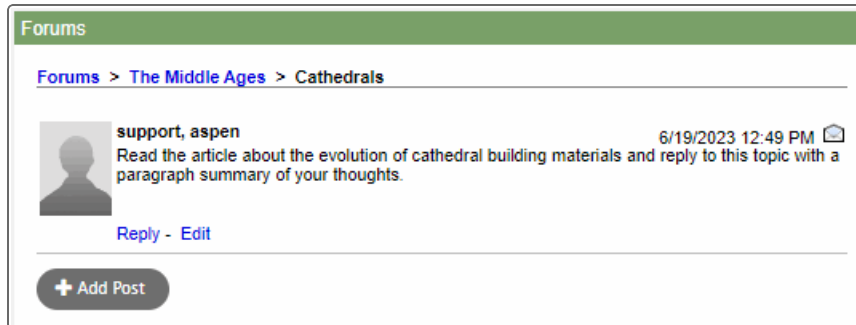 Forums
Forums > The Middle Ages > Cathedrals
support, aspen
6/19/2023 12:49 PM
Read the article about the evolution of cathedral building materials and reply to this topic with a
paragraph summary of your thoughts.
Reply - Edit
+ Add Post